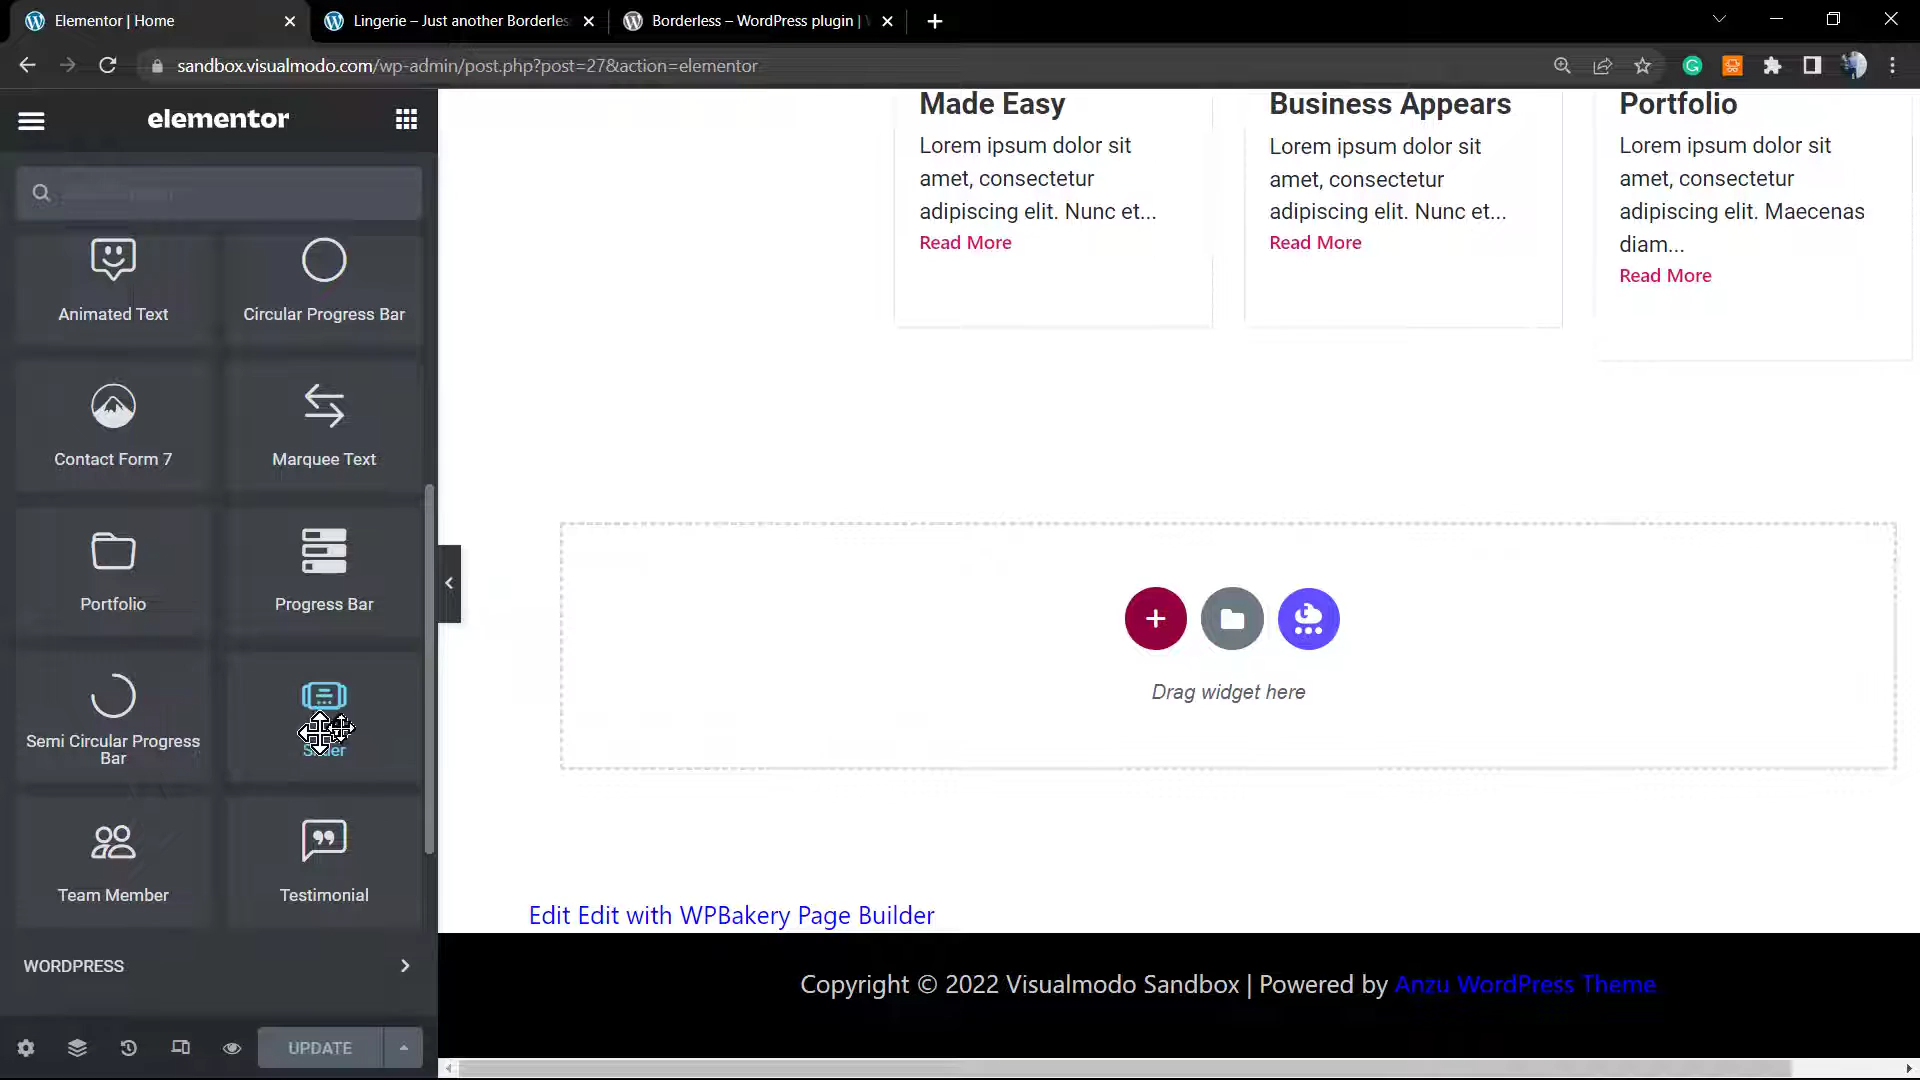 Elementor | Home
Lingerie – Just another Borderles
Borderless – WordPress plugin |
sandbox.visualmodo.com/wp-admin/post.php?post=27&action=elementor
elementor
Animated Text
Circular Progress Bar
Contact Form 7
Marquee Text
Portfolio
Progress Bar
Semi Circular Progress
Bar
Team Member
Testimonial
WORDPRESS
UPDATE
Made Easy
Lorem ipsum dolor sit
amet, consectetur
adipiscing elit. Nunc et...
Read More
Business Appears
Lorem ipsum dolor sit
amet, consectetur
adipiscing elit. Nunc et...
Read More
Portfolio
Lorem ipsum dolor sit
amet, consectetur
adipiscing elit. Maecenas
diam...
Read More
Drag widget here
Edit Edit with WPBakery Page Builder
Copyright © 2022 Visualmodo Sandbox | Powered by Anzu WordPress Theme